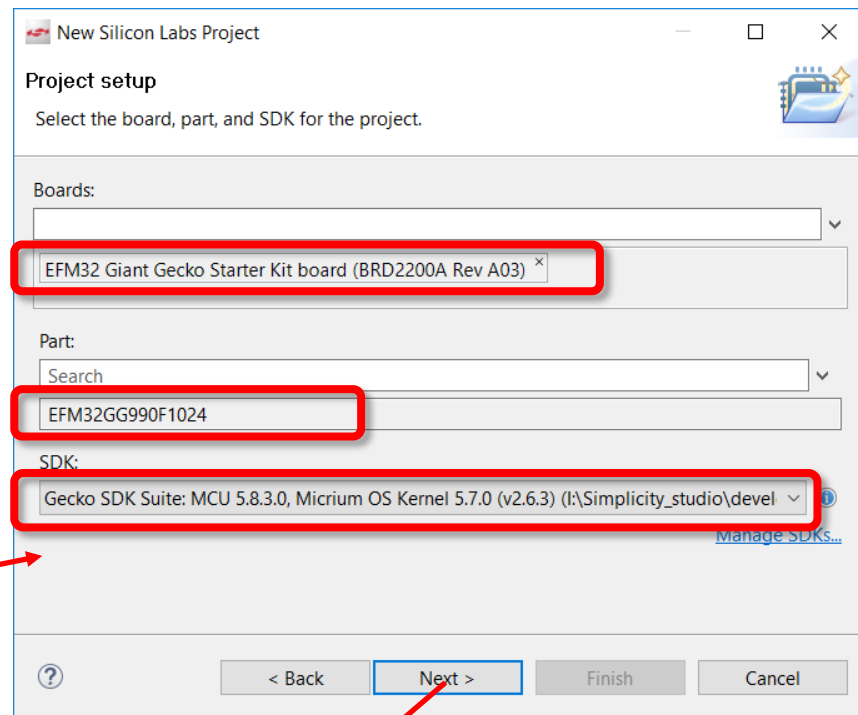 New Silicon Labs Project
Project setup
Select the board, part, and SDK for the project.
Boards:
EFM32 Giant Gecko Starter Kit board (BRD2200A Rev A03) ×
Part:
Search
EFM32GG990F1024
SDK:
Gecko SDK Suite: MCU 5.8.3.0, Micrium OS Kernel 5.7.0 (v2.6.3) (I:\Simplicity_studio\devel
Manage SDKs...
< Back Next > Finish Cancel